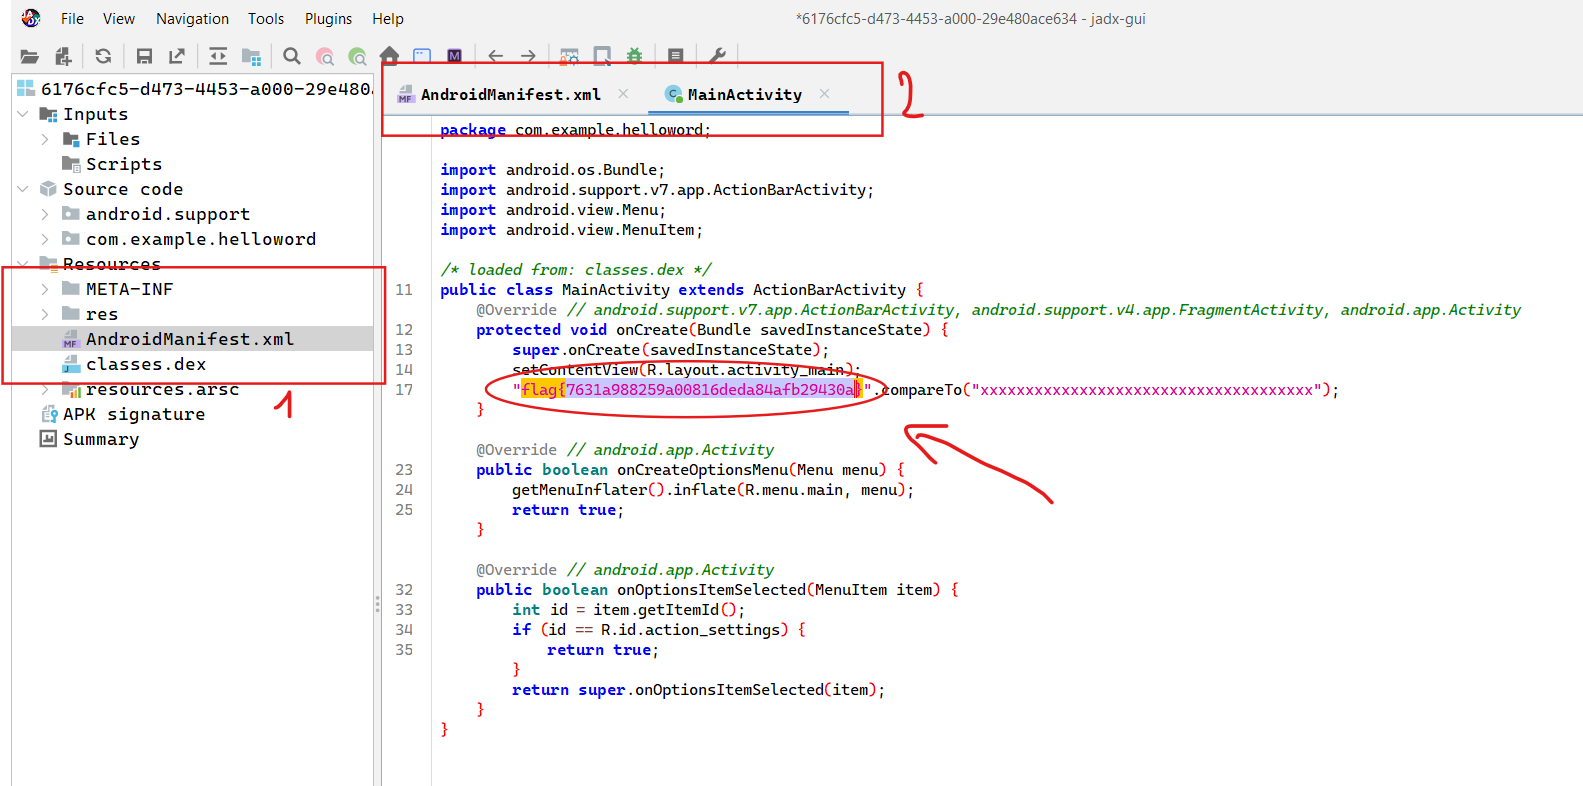 File View Navigation Tools Plugins Help
*6176cfc5-d473-4453-a000-29e480ace634 - jadx-gui
6176cfc5-d473-4453-a000-29e480a
Inputs
Files
Scripts
Source code
android.support
com.example.helloword
Resources
META-INF
res
MF AndroidManifest.xml
classes.dex
resources.arsc
APK signature
Summary
1
MF AndroidManifest.xml
C MainActivity
2
package com.example.helloword;
import android.os.Bundle;
import android.support.v7.app.ActionBarActivity;
import android.view.Menu;
import android.view.MenuItem;
/* loaded from: classes.dex */
11 public class MainActivity extends ActionBarActivity {
@Override // android.support.v7.app.ActionBarActivity, android.support.v4.app.FragmentActivity, android.app.Activity
12 protected void onCreate(Bundle savedInstanceState) {
13 super.onCreate(savedInstanceState);
14 setContentView(R.layout.activity_main);
17 "flag{7631a988259a00816deda84afb29430a}".compareTo("xxxxxxxxxxxxxxxxxxxxxxxxxxxxxxxxxxxxx");
}
@Override // android.app.Activity
23 public boolean onCreateOptionsMenu(Menu menu) {
24 getMenuInflater().inflate(R.menu.main, menu);
25 return true;
}
@Override // android.app.Activity
32 public boolean onOptionsItemSelected(MenuItem item) {
33 int id = item.getItemId();
34 if (id == R.id.action_settings) {
35 return true;
}
return super.onOptionsItemSelected(item);
}
}